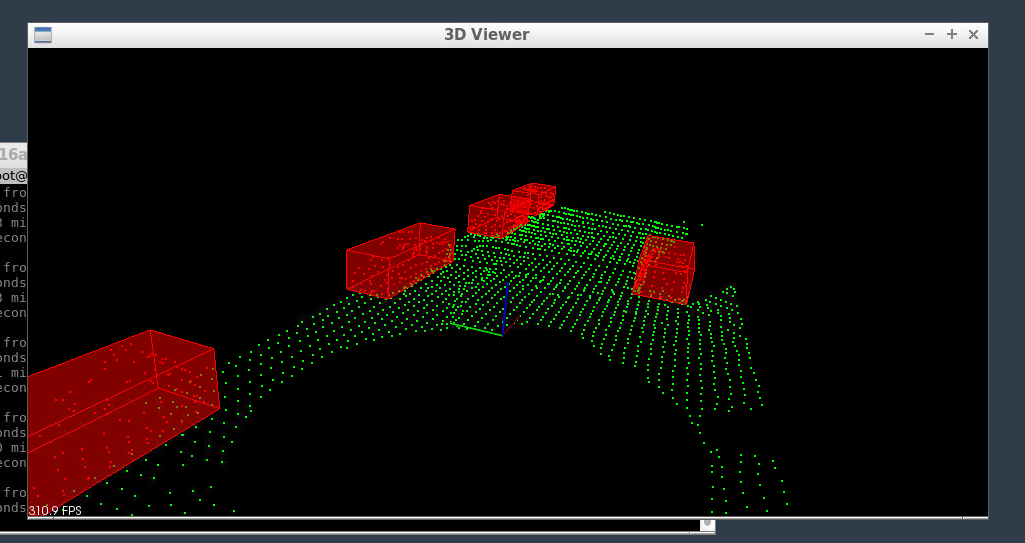 3D Viewer
16a
oot@
fro
onds
3 mi
econ
fro
onds
3 mi
econ
fro
onds
1 mi
econ
fro
onds
0 mi
econ
fro
onds
310.9 FPS